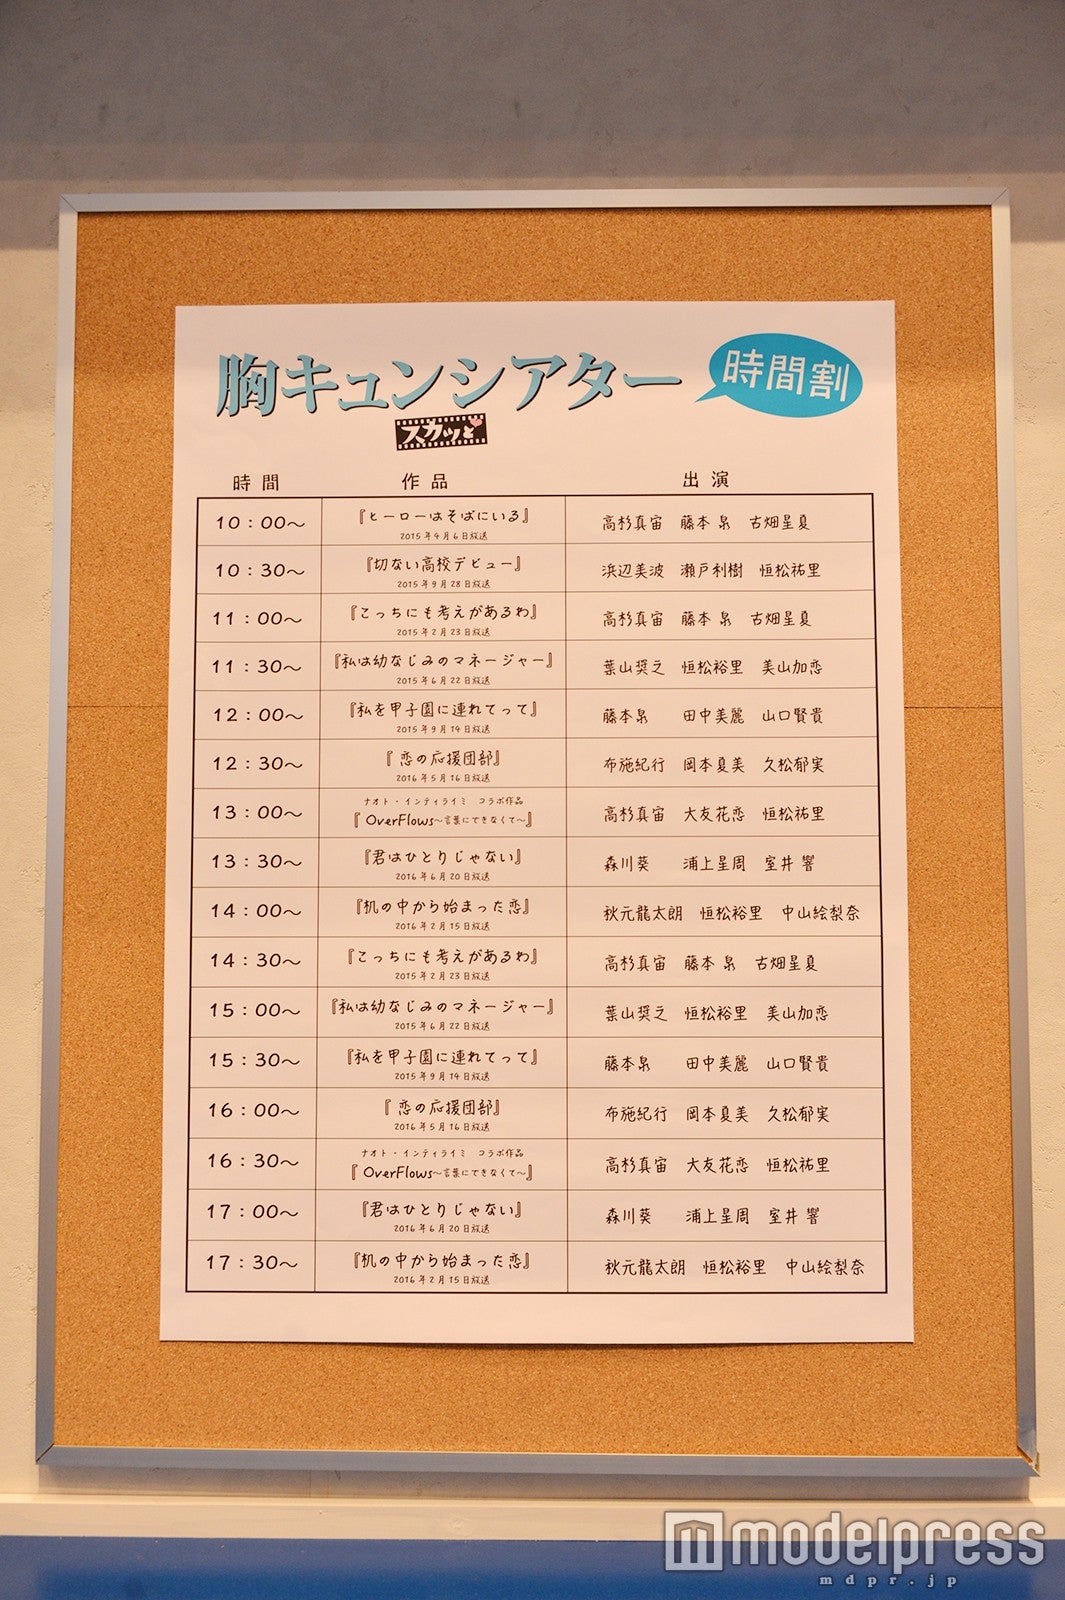 胸キュンシアター 時間割
スカッと
時間 作品 出演
10:00〜 『ヒーローはそばにいる』 高杉真宙 藤本泉 古畑星夏
2015年4月6日放送
10:30〜 『切ない高校デビュー』 浜辺美波 瀬戸利樹 恒松祐里
2015年9月28日放送
11:00〜 『こっちにも考えがあるわ』 高杉真宙 藤本泉 古畑星夏
2015年2月23日放送
11:30〜 『私は幼なじみのマネージャー』 葉山奨之 恒松裕里 美山加恋
2015年6月22日放送
12:00〜 『私を甲子園に連れてって』 藤本泉 田中美麗 山口賢貴
2015年9月14日放送
12:30〜 『恋の応援団部』 布施紀行 岡本夏美 久松郁実
2016年5月16日放送
ナオト・インティライミ コラボ作品
13:00〜 『OverFlows〜言葉にできなくて〜』 高杉真宙 大友花恋 恒松祐里
13:30〜 『君はひとりじゃない』 森川葵 浦上晟周 室井響
2016年6月20日放送
14:00〜 『机の中から始まった恋』 秋元龍太朗 恒松裕里 中山絵梨奈
2016年2月15日放送
14:30〜 『こっちにも考えがあるわ』 高杉真宙 藤本泉 古畑星夏
2015年2月23日放送
15:00〜 『私は幼なじみのマネージャー』 葉山奨之 恒松裕里 美山加恋
2015年6月22日放送
15:30〜 『私を甲子園に連れてって』 藤本泉 田中美麗 山口賢貴
2015年9月14日放送
16:00〜 『恋の応援団部』 布施紀行 岡本夏美 久松郁実
2016年5月16日放送
ナオト・インティライミ コラボ作品
16:30〜 『OverFlows〜言葉にできなくて〜』 高杉真宙 大友花恋 恒松祐里
17:00〜 『君はひとりじゃない』 森川葵 浦上晟周 室井響
2016年6月20日放送
17:30〜 『机の中から始まった恋』 秋元龍太朗 恒松裕里 中山絵梨奈
2016年2月15日放送
modelpress
mdpr.jp